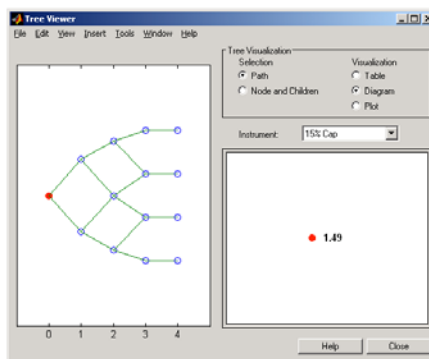 Tree Viewer
File Edit View Insert Tools Window Help
Tree Visualization
Selection Visualization
Path Table
Node and Children Diagram
Plot
Instrument: 15% Cap
1.49
0 1 2 3 4
Help Close